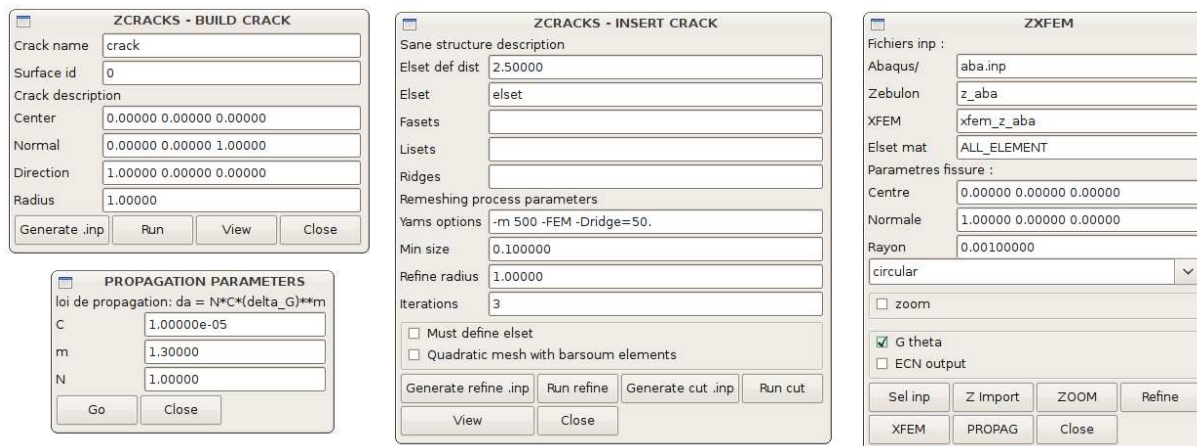 ZCRACKS - BUILD CRACK
Crack name crack
Surface id 0
Crack description
Center 0.00000 0.00000 0.00000
Normal 0.00000 0.00000 1.00000
Direction 1.00000 0.00000 0.00000
Radius 1.00000
Generate .inp Run View Close
PROPAGATION PARAMETERS
loi de propagation: da = N*C*(delta_G)**m
C 1.00000e-05
m 1.30000
N 1.00000
Go Close
ZCRACKS - INSERT CRACK
Sane structure description
Elset def dist 2.50000
Elset elset
Fasets
Lisets
Ridges
Remeshing process parameters
Yams options -m 500 -FEM -Dridge=50.
Min size 0.100000
Refine radius 1.00000
Iterations 3
Must define elset
Quadratic mesh with barsoum elements
Generate refine .inp Run refine Generate cut .inp Run cut
View Close
ZXFEM
Fichiers inp :
Abaqus/ aba.inp
Zebulon z_aba
XFEM xfem_z_aba
Elset mat ALL_ELEMENT
Parametres fissure :
Centre 0.00000 0.00000 0.00000
Normale 1.00000 0.00000 0.00000
Rayon 0.00100000
circular
zoom
G theta
ECN output
Sel inp Z Import ZOOM Refine
XFEM PROPAG Close